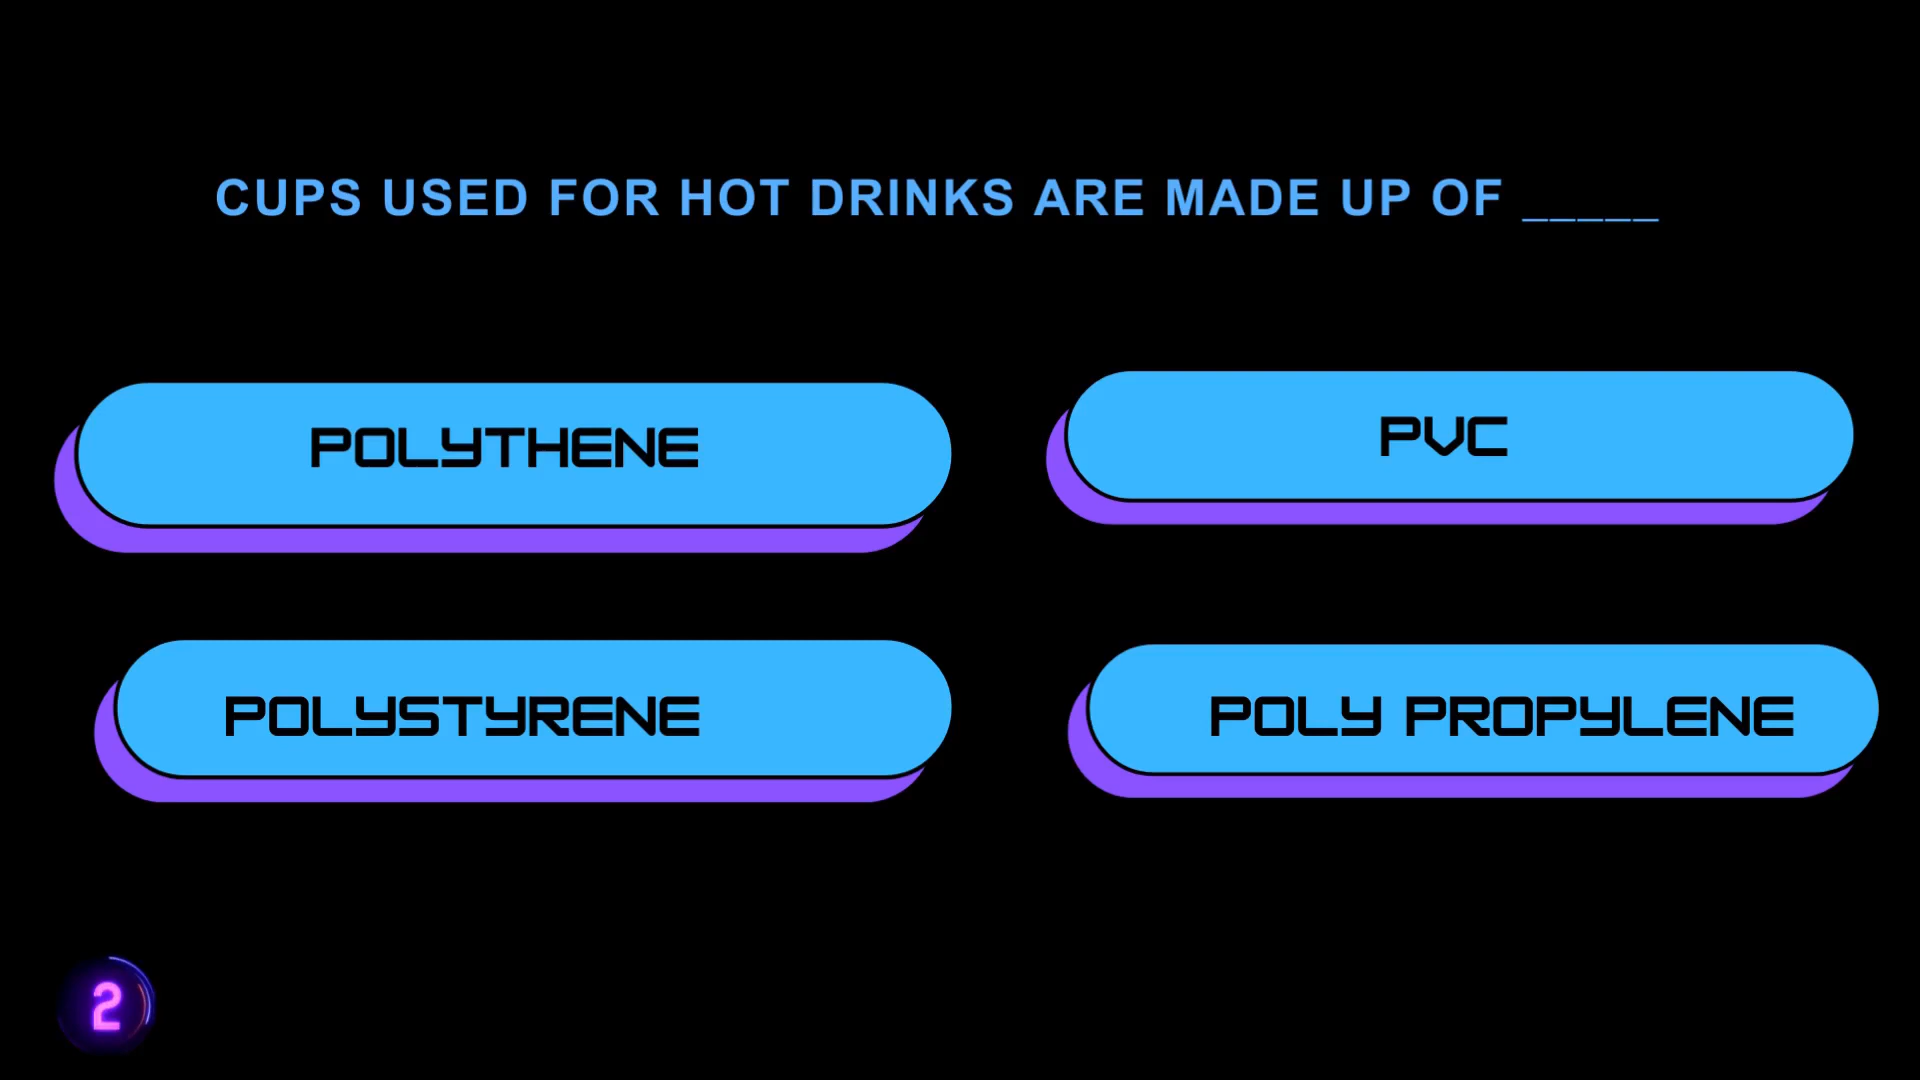 CUPS USED FOR HOT DRINKS ARE MADE UP OF _____
POLYTHENE
PVC
POLYSTYRENE
POLY PROPYLENE
2